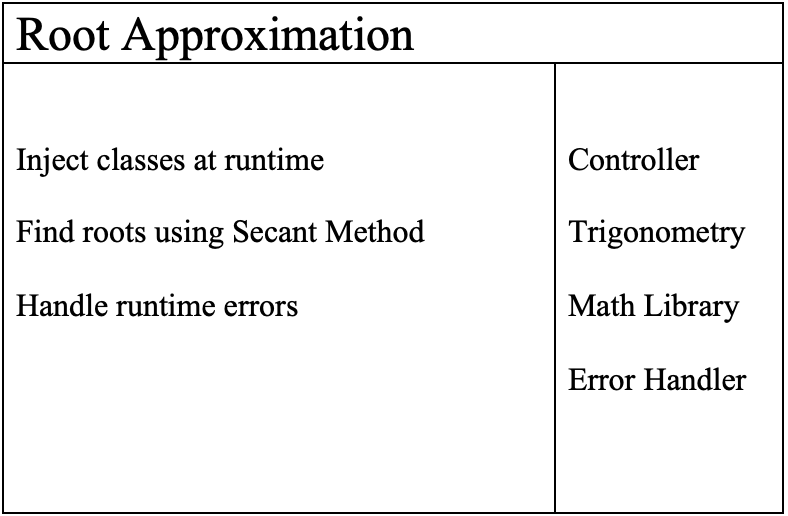 Root Approximation
Inject classes at runtime
Find roots using Secant Method
Handle runtime errors
Controller
Trigonometry
Math Library
Error Handler